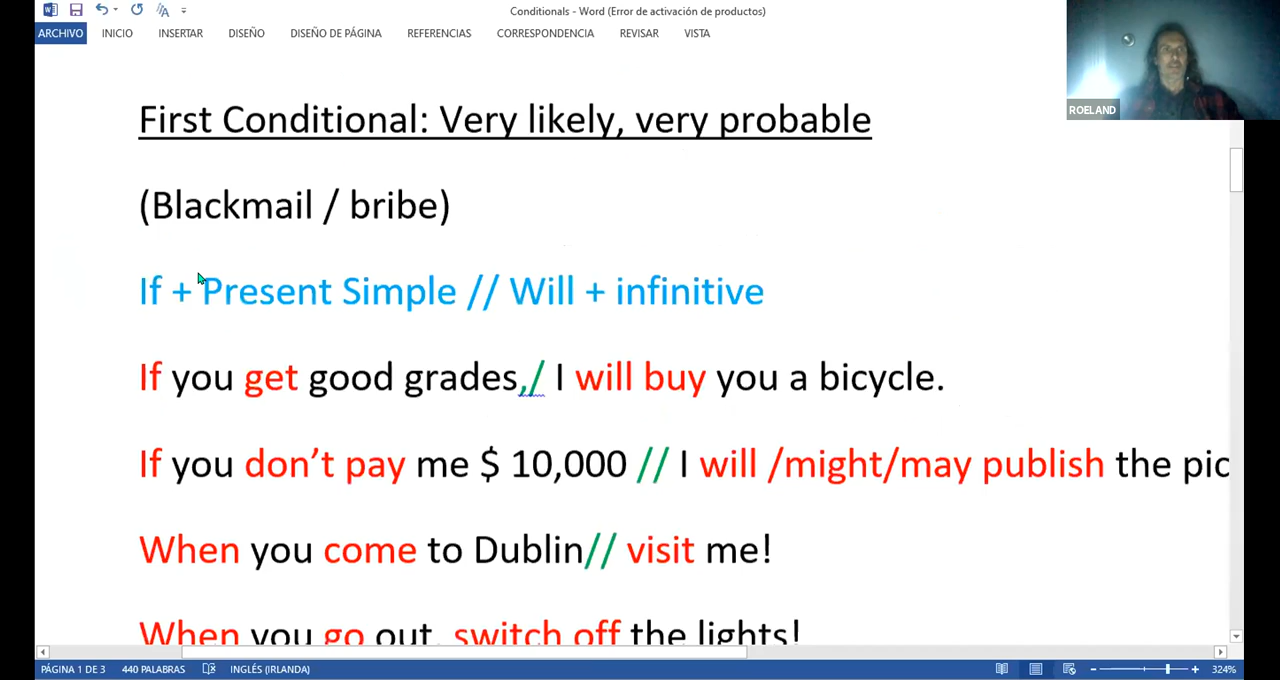 Conditionals - Word (Error de activación de productos)
ARCHIVO INICIO INSERTAR DISEÑO DISEÑO DE PÁGINA REFERENCIAS CORRESPONDENCIA REVISAR VISTA
ROELAND
First Conditional: Very likely, very probable
(Blackmail / bribe)
If + Present Simple // Will + infinitive
If you get good grades,/ I will buy you a bicycle.
If you don’t pay me $ 10,000 // I will /might/may publish the pic
When you come to Dublin// visit me!
When you go out, switch off the lights!
PÁGINA 1 DE 3 440 PALABRAS INGLÉS (IRLANDA) 324%